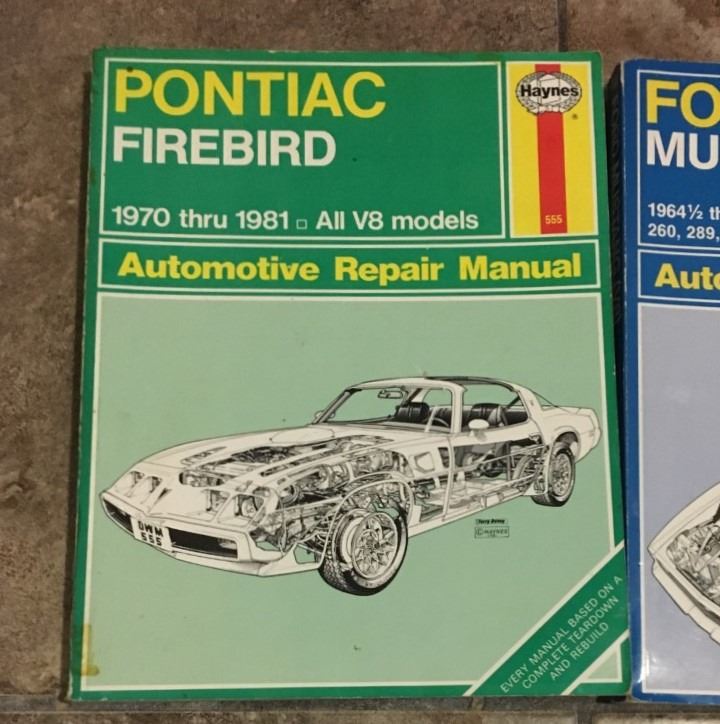 PONTIAC
FIREBIRD
1970 thru 1981 □ All V8 models
Haynes
®
555
Automotive Repair Manual
OWM
555
Terry Davey
© HAYNES
EVERY MANUAL BASED ON A
COMPLETE TEARDOWN
AND REBUILD
FO
MU
1964½ th
260, 289,
Auto